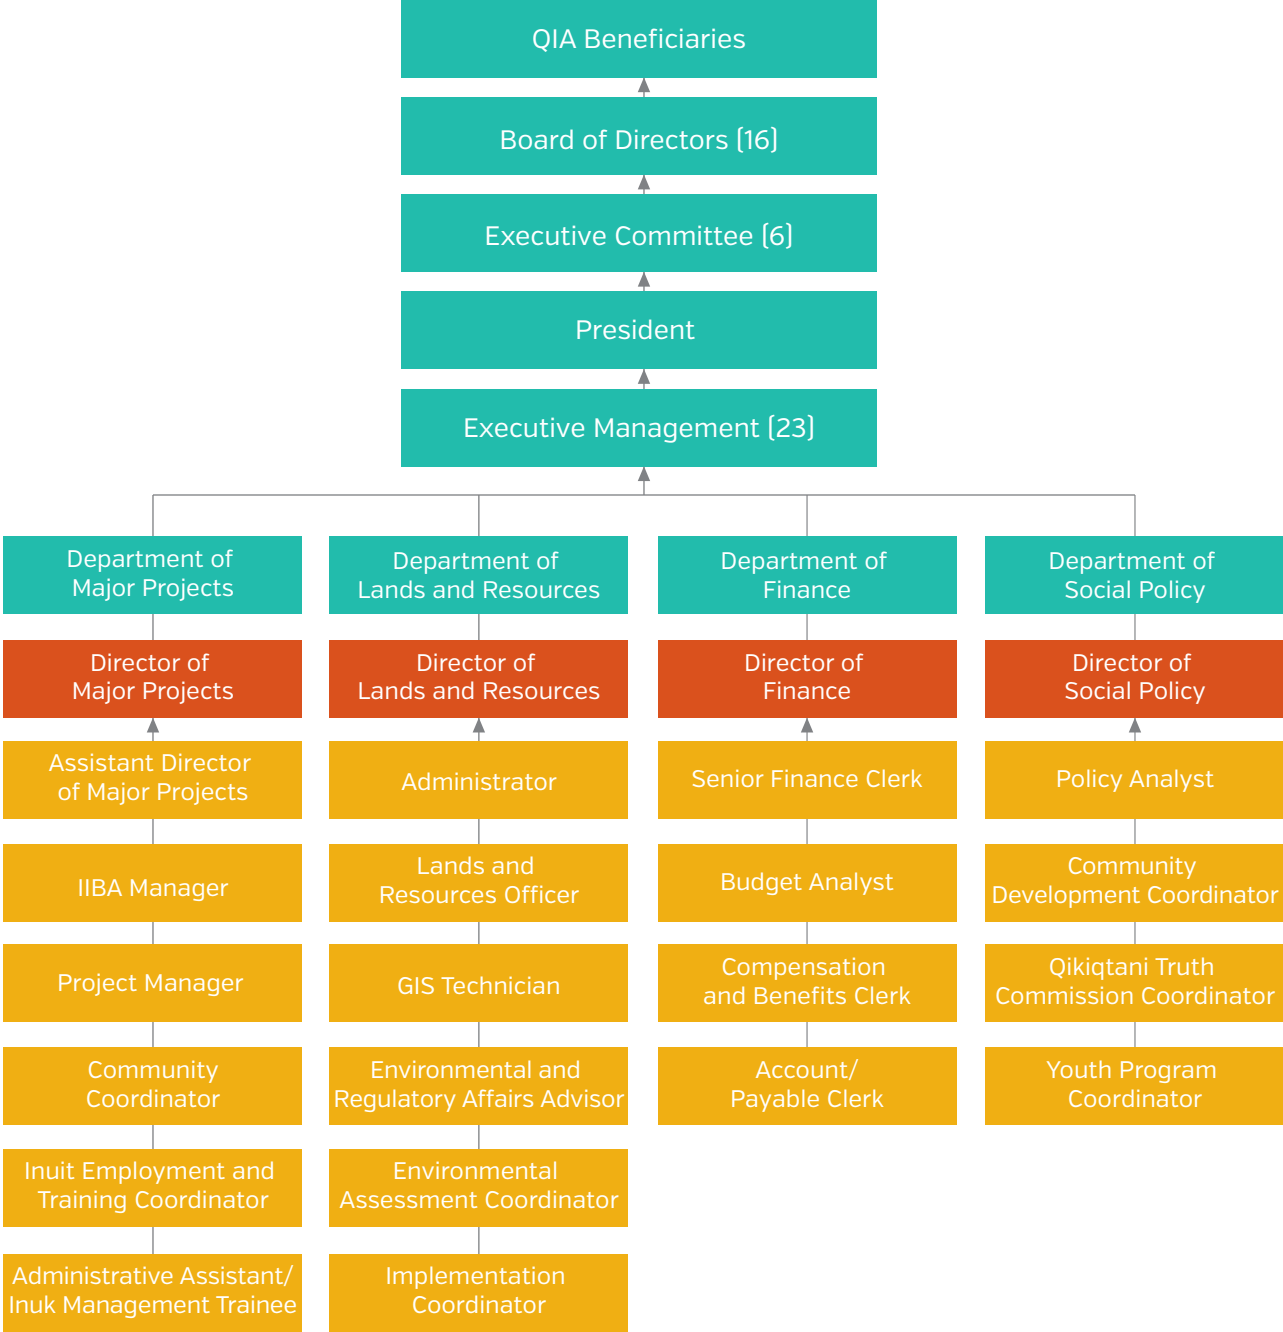 QIA Beneficiaries
Board of Directors (16)
Executive Committee (6)
President
Executive Management (23)
Department of
Major Projects
Director of
Major Projects
Assistant Director
of Major Projects
IIBA Manager
Project Manager
Community
Coordinator
Inuit Employment and
Training Coordinator
Administrative Assistant/
Inuk Management Trainee
Department of
Lands and Resources
Director of
Lands and Resources
Administrator
Lands and
Resources Officer
GIS Technician
Environmental and
Regulatory Affairs Advisor
Environmental
Assessment Coordinator
Implementation
Coordinator
Department of
Finance
Director of
Finance
Senior Finance Clerk
Budget Analyst
Compensation
and Benefits Clerk
Account/
Payable Clerk
Department of
Social Policy
Director of
Social Policy
Policy Analyst
Community
Development Coordinator
Qikiqtani Truth
Commission Coordinator
Youth Program
Coordinator